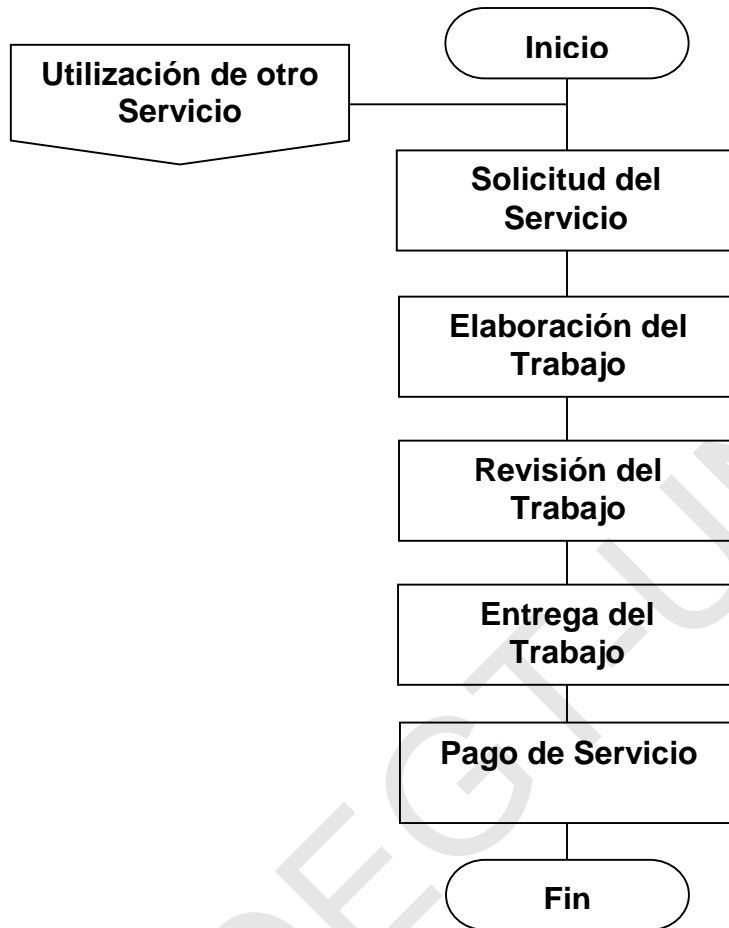 Inicio
Utilización de otro
Servicio
Solicitud del
Servicio
Elaboración del
Trabajo
Revisión del
Trabajo
Entrega del
Trabajo
Pago de Servicio
Fin